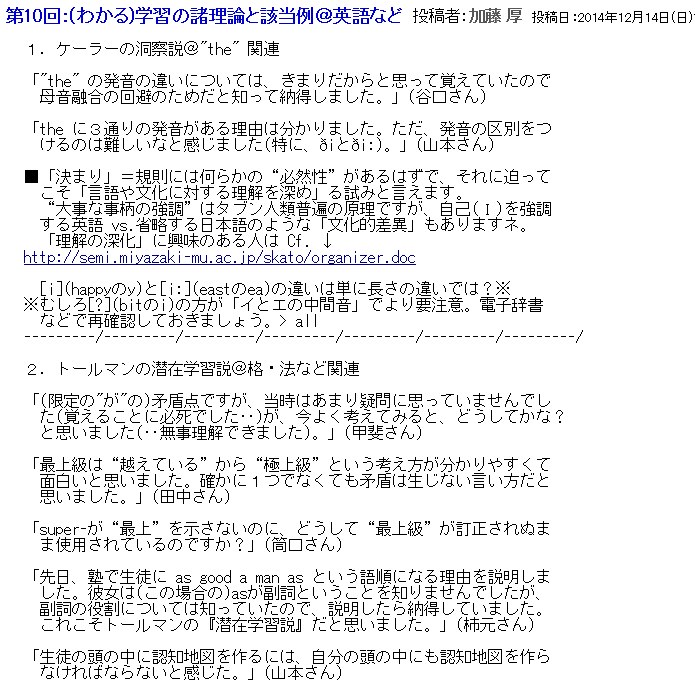 第10回:(わかる)学習の諸理論と該当例@英語など 投稿者:加藤 厚 投稿日:2014年12月14日(日)
1. ケーラーの洞察説@"the" 関連
「"the" の発音の違いについては、きまりだからと思って覚えていたので
母音融合の回避のためだと知って納得しました。」(谷口さん)
「the に3通りの発音がある理由は分かりました。ただ、発音の区別をつ
けるのは難しいなと感じました(特に、ðiとði:)。」(山本さん)
■「決まり」=規則には何らかの“必然性”があるはずで、それに迫って
こそ「言語や文化に対する理解を深め」る試みと言えます。
“大事な事柄の強調”はタブン人類普遍の原理ですが、自己(I)を強調
する英語 vs.省略する日本語のような「文化的差異」もありますネ。
「理解の深化」に興味のある人は Cf. ↓
http://semi.miyazaki-mu.ac.jp/skato/organizer.doc
[i](happyのy)と[i:](eastのea)の違いは単に長さの違いでは?※
※むしろ[?](bitのi)の方が「イとエの中間音」でより要注意。電子辞書
などで再確認しておきましょう。> all
---------/---------/---------/---------/---------/---------/---------/
2. トールマンの潜在学習説@格・法など関連
「(限定の"が"の)矛盾点ですが、当時はあまり疑問に思っていませんでし
た(覚えることに必死でした‥)が、今よく考えてみると、どうしてかな?
と思いました(‥無事理解できました)。」(甲斐さん)
「最上級は“越えている”から“極上級”という考え方が分かりやすくて
面白いと思いました。確かに1つでなくても矛盾は生じない言い方だと
思いました。」(田中さん)
「super-が“最上”を示さないのに、どうして“最上級”が訂正されぬま
ま使用されているのですか?」(筒口さん)
「先日、塾で生徒に as good a man as という語順になる理由を説明しま
した。彼女は(この場合の)asが副詞ということを知りませんでしたが、
副詞の役割については知っていたので、説明したら納得していました。
これこそトールマンの『潜在学習説』だと思いました。」(柿元さん)
「生徒の頭の中に認知地図を作るには、自分の頭の中にも認知地図を作ら
なければならないと感じた。」(山本さん)